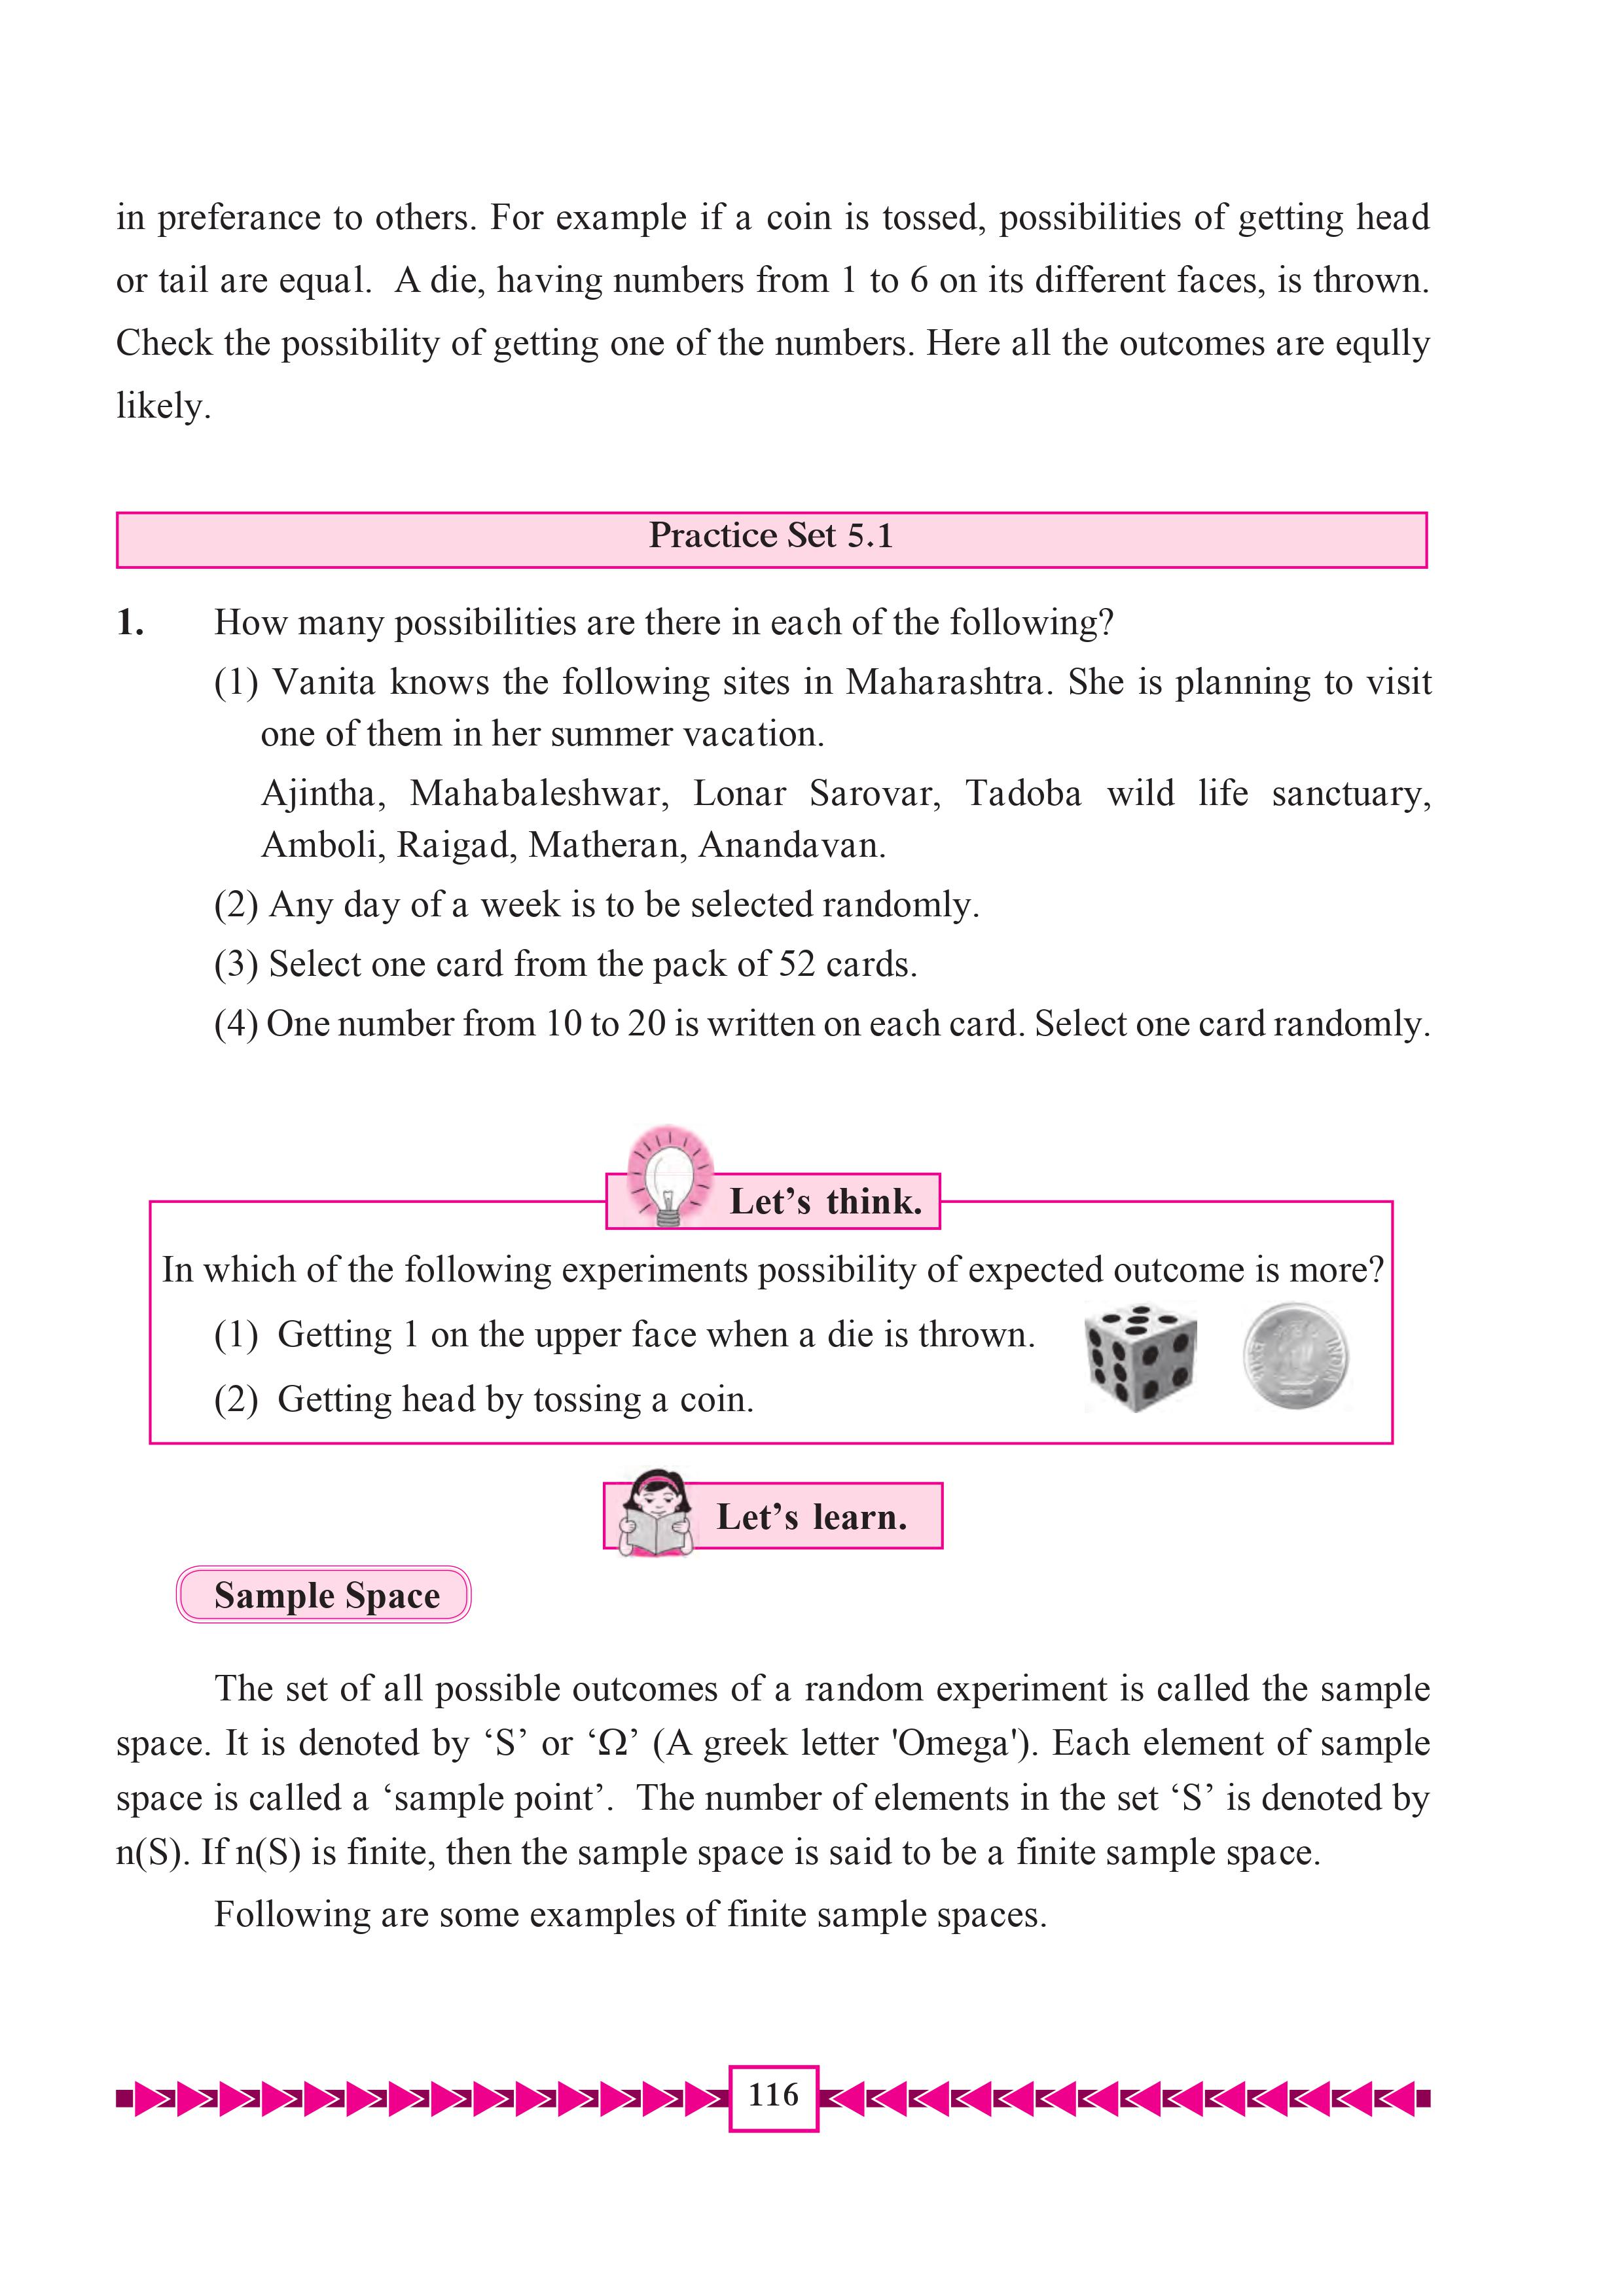 in preferance to others. For example if a coin is tossed, possibilities of getting head
or tail are equal. A die, having numbers from 1 to 6 on its different faces, is thrown.
Check the possibility of getting one of the numbers. Here all the outcomes are eqully
likely.
Practice Set 5.1
1. How many possibilities are there in each of the following?
(1) Vanita knows the following sites in Maharashtra. She is planning to visit
one of them in her summer vacation.
Ajintha, Mahabaleshwar, Lonar Sarovar, Tadoba wild life sanctuary,
Amboli, Raigad, Matheran, Anandavan.
(2) Any day of a week is to be selected randomly.
(3) Select one card from the pack of 52 cards.
(4) One number from 10 to 20 is written on each card. Select one card randomly.
Let’s think.
In which of the following experiments possibility of expected outcome is more?
(1) Getting 1 on the upper face when a die is thrown.
(2) Getting head by tossing a coin.
INDIA
Let’s learn.
Sample Space
The set of all possible outcomes of a random experiment is called the sample
space. It is denoted by ‘S’ or ‘Ω’ (A greek letter 'Omega'). Each element of sample
space is called a ‘sample point’. The number of elements in the set ‘S’ is denoted by
n(S). If n(S) is finite, then the sample space is said to be a finite sample space.
Following are some examples of finite sample spaces.
116